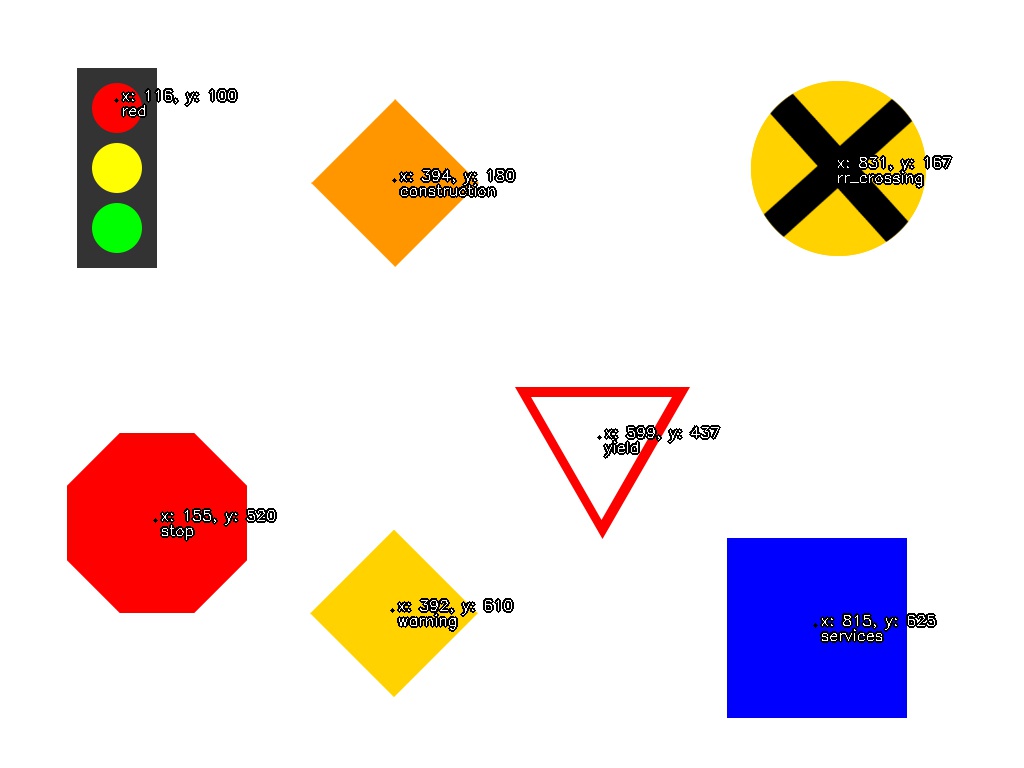 x: 116, y: 100
red
x: 394, y: 180
construction
x: 831, y: 167
rr_crossing
x: 599, y: 437
yield
x: 155, y: 520
stop
x: 392, y: 610
warning
x: 815, y: 625
services